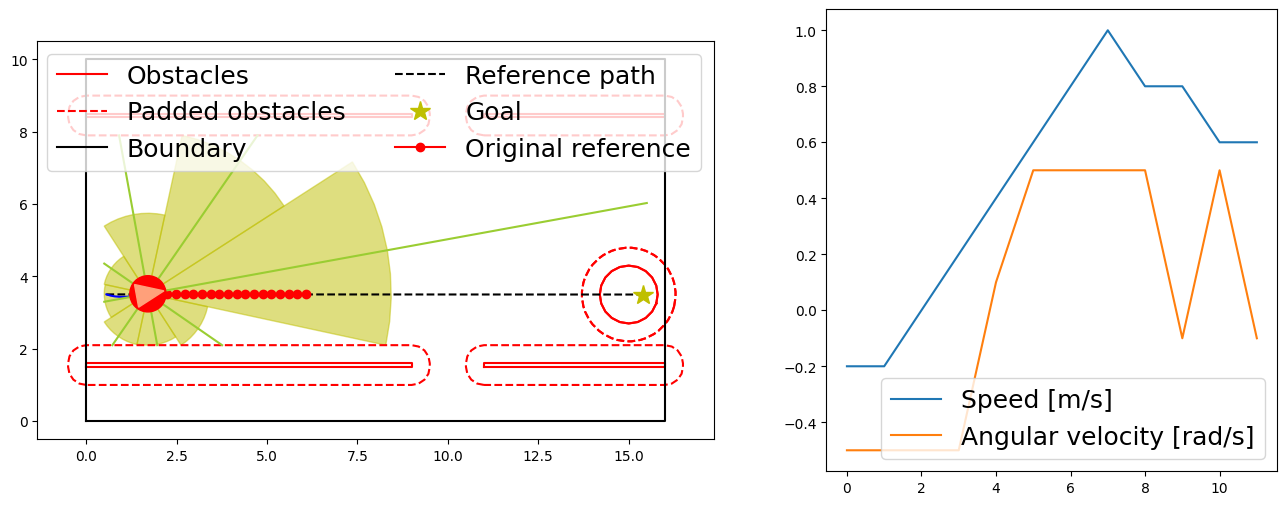 10
8
6
4
2
0
0.0 2.5 5.0 7.5 10.0 12.5 15.0
Obstacles
Padded obstacles
Boundary
Reference path
Goal
Original reference
1.0
0.8
0.6
0.4
0.2
0.0
−0.2
−0.4
0 2 4 6 8 10
Speed [m/s]
Angular velocity [rad/s]